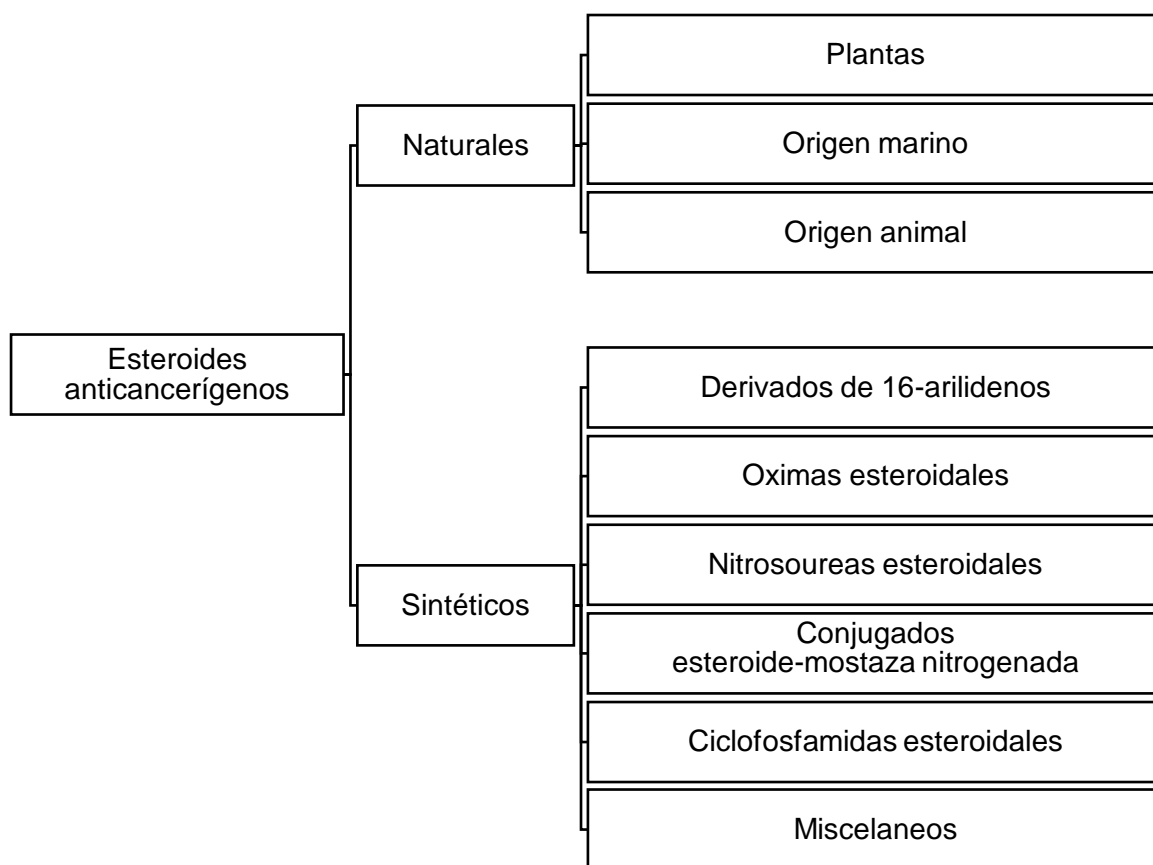 Plantas
Naturales
Origen marino
Origen animal
Esteroides
anticancerígenos
Derivados de 16-arilidenos
Oximas esteroidales
Nitrosoureas esteroidales
Sintéticos
Conjugados
esteroide-mostaza nitrogenada
Ciclofosfamidas esteroidales
Miscelaneos